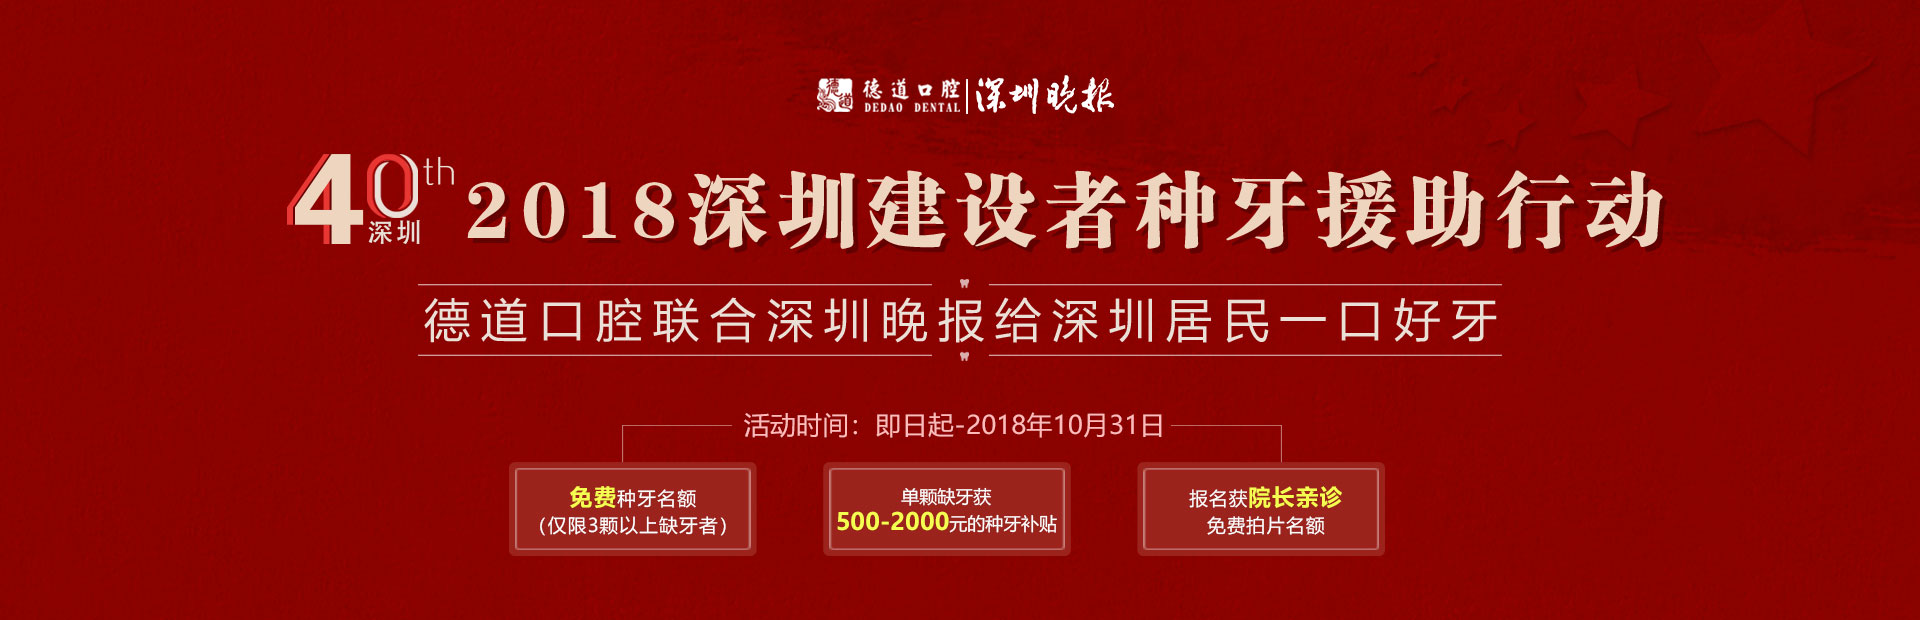 德道
德道口腔
DEDAO DENTAL
深圳晚报
40th
深圳
2018深圳建设者种牙援助行动
德道口腔联合深圳晚报给深圳居民一口好牙
活动时间：即日起-2018年10月31日
免费种牙名额
（仅限3颗以上缺牙者）
单颗缺牙获
500-2000元的种牙补贴
报名获院长亲诊
免费拍片名额